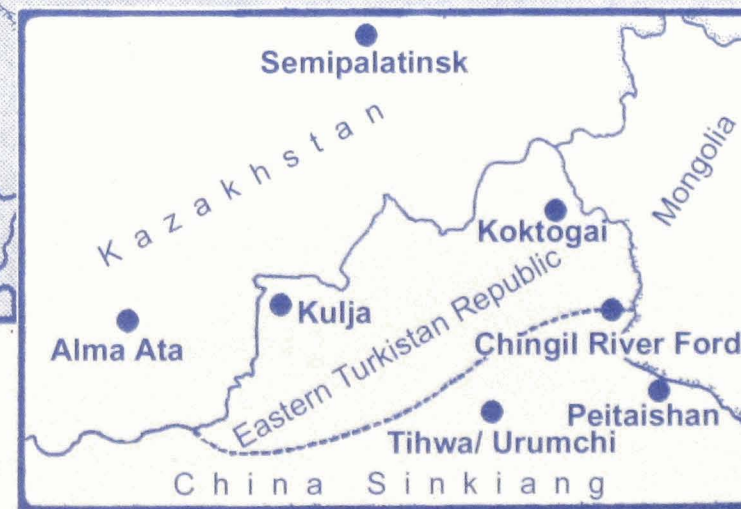 Semipalatinsk
Kazakhstan
Mongolia
Koktogai
Eastern Turkistan Republic
Kulja
Alma Ata
Chingil River Ford
Peitaishan
Tihwa/ Urumchi
China Sinkiang